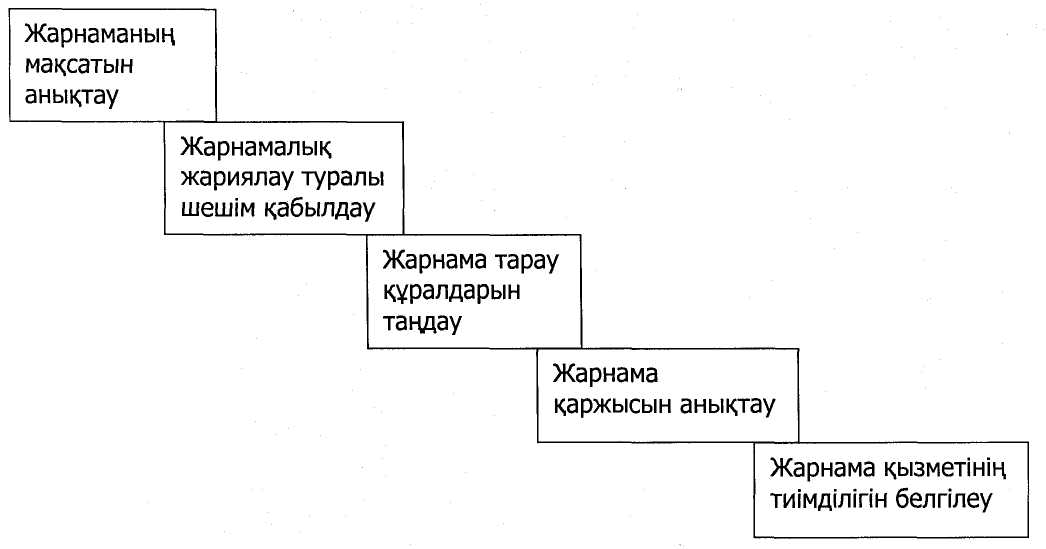 Жарнаманың
мақсатын
анықтау
Жарнамалық
жариялау туралы
шешім қабылдау
Жарнама тарау
құралдарын
таңдау
Жарнама
қаржысын анықтау
Жарнама қызметінің
тиімділігін белгілеу